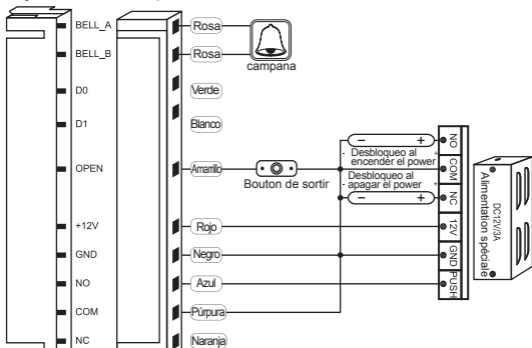 BELL_A
Rosa
BELL_B
Rosa
campana
D0
Verde
D1
Blanco
OPEN
Amarillo
Bouton de sortir
- +
- Desbloqueo al +
encender el power
Desbloqueo al
- apagar el power +
- +
NO
COM
NC
12V
GND
PUSH
DC12V/3A
Alimentation spéciale
+12V
Rojo
GND
Negro
NO
Azul
COM
Púrpura
NC
Naranja